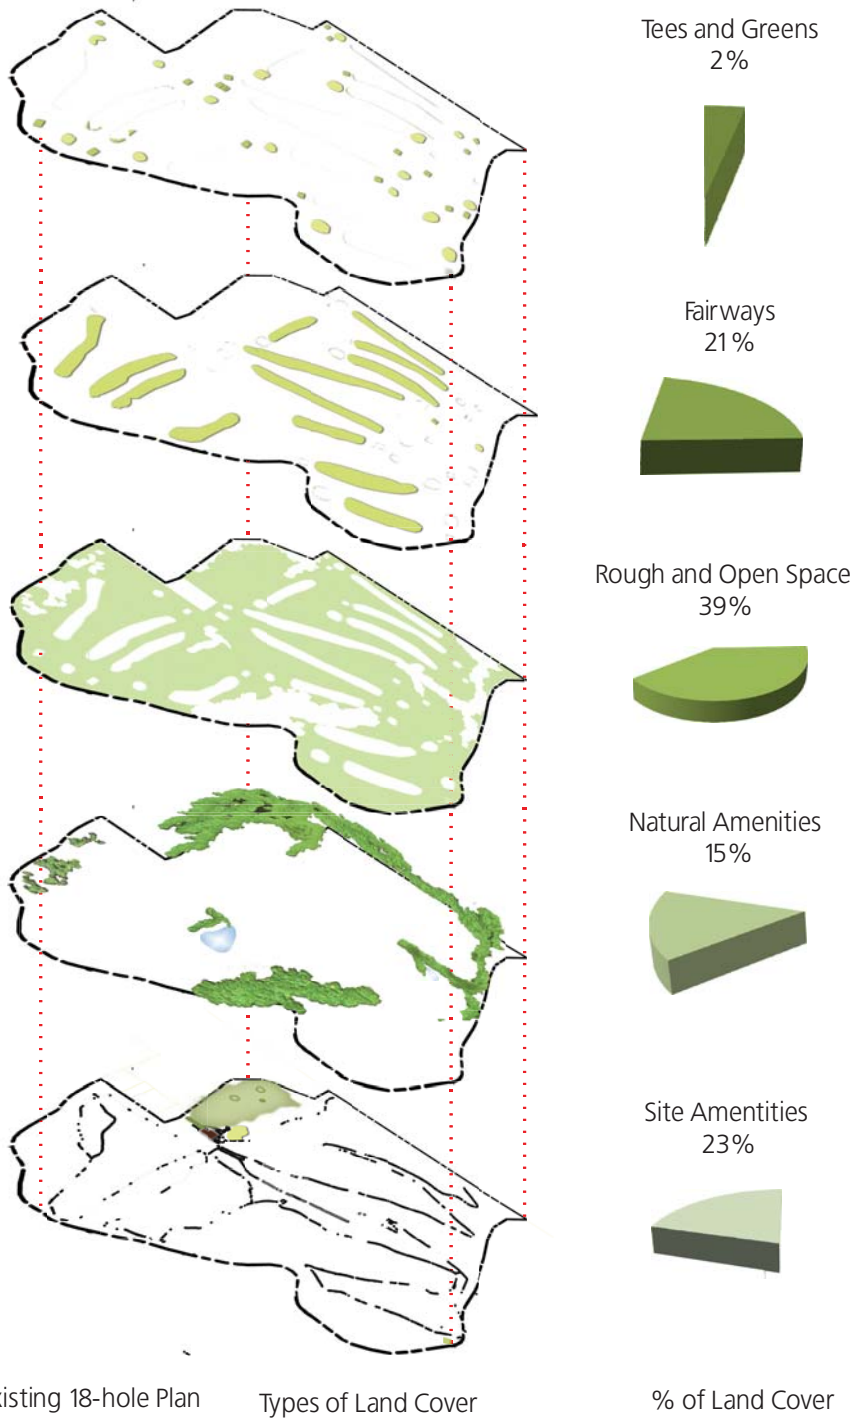 Tees and Greens
2%
Fairways
21%
Rough and Open Space
39%
Natural Amenities
15%
Site Amentities
23%
xisting 18-hole Plan
Types of Land Cover
% of Land Cover